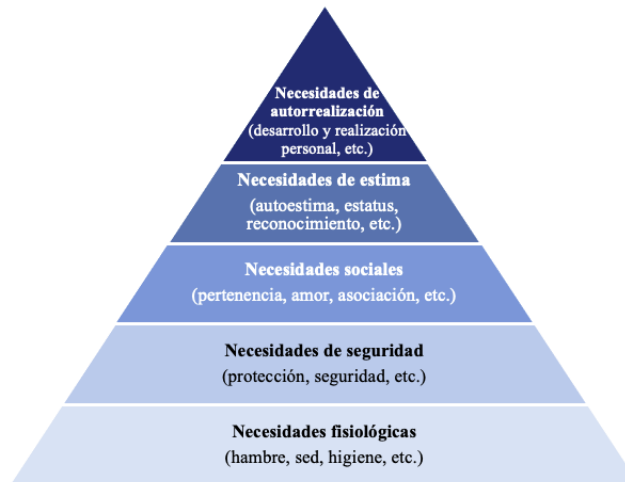 Necesidades de
autorrealización
(desarrollo y realización
personal, etc.)
Necesidades de estima
(autoestima, estatus,
reconocimiento, etc.)
Necesidades sociales
(pertenencia, amor, asociación, etc.)
Necesidades de seguridad
(protección, seguridad, etc.)
Necesidades fisiológicas
(hambre, sed, higiene, etc.)